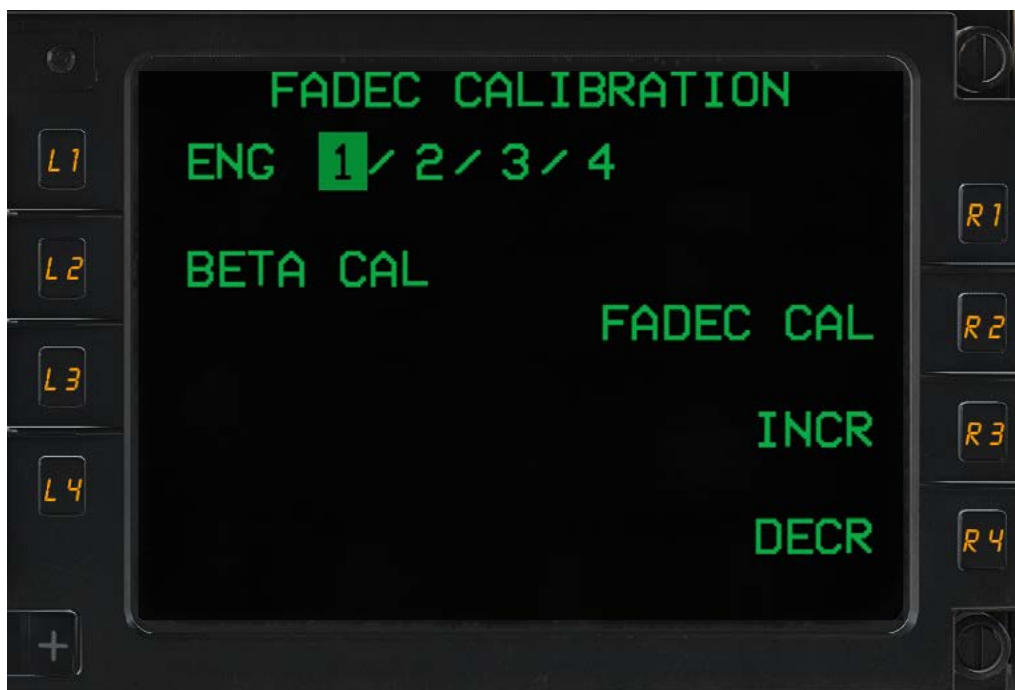 FADEC CALIBRATION
L1
ENG 1/2/3/4
R1
L2
BETA CAL
FADEC CAL
R2
L3
INCR
R3
L4
DECR
R4
+